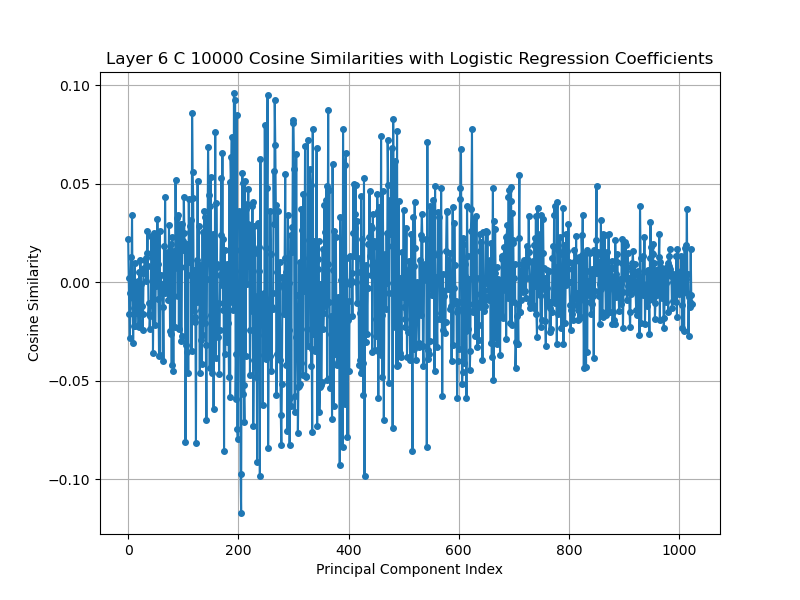 Layer 6 C 10000 Cosine Similarities with Logistic Regression Coefficients
0.10
0.05
0.00
−0.05
−0.10
Cosine Similarity
0 200 400 600 800 1000
Principal Component Index